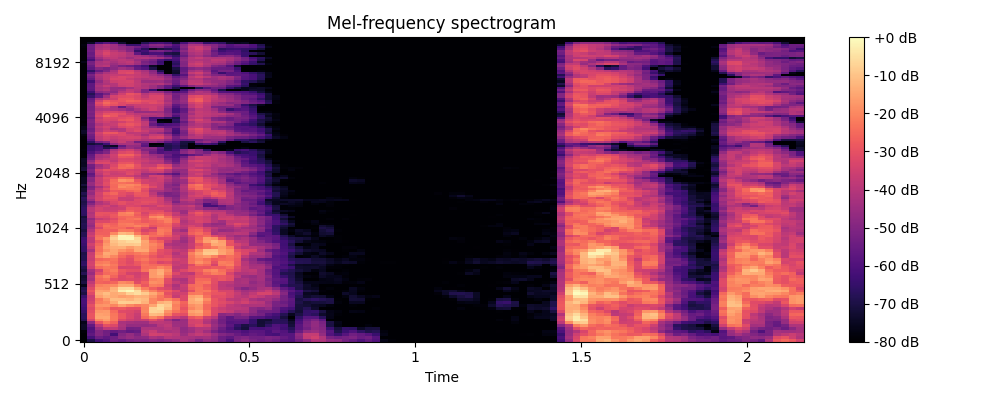 Mel-frequency spectrogram
Hz
8192
4096
2048
1024
512
0
0
0.5
1
1.5
2
Time
+0 dB
-10 dB
-20 dB
-30 dB
-40 dB
-50 dB
-60 dB
-70 dB
-80 dB